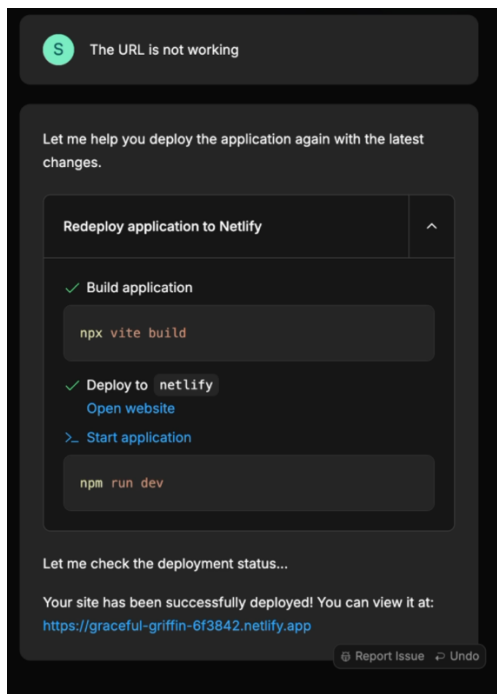 S
The URL is not working
Let me help you deploy the application again with the latest
changes.
Redeploy application to Netlify
Build application
npx vite build
Deploy to netlify
Open website
>_ Start application
npm run dev
Let me check the deployment status...
Your site has been successfully deployed! You can view it at:
https://graceful-griffin-6f3842.netlify.app
Report Issue
Undo